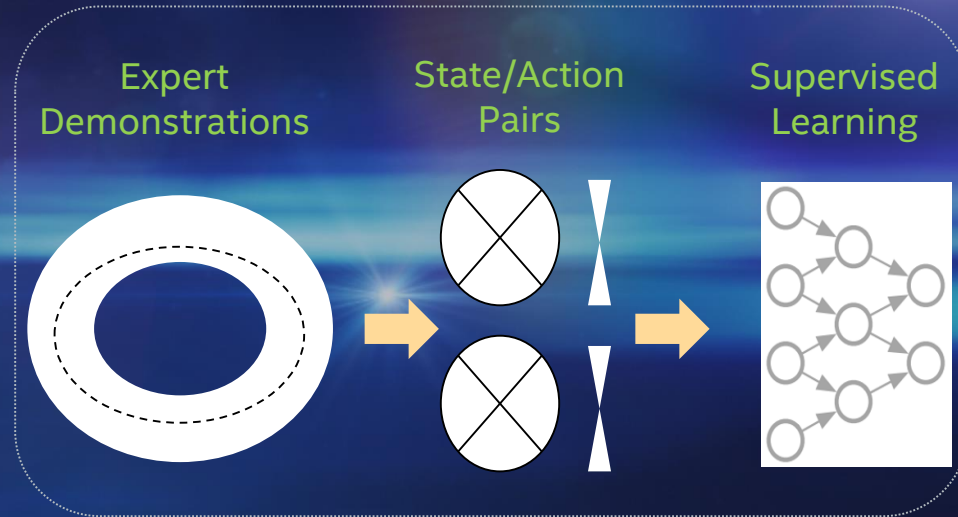 Expert
Demonstrations
State/Action
Pairs
Supervised
Learning